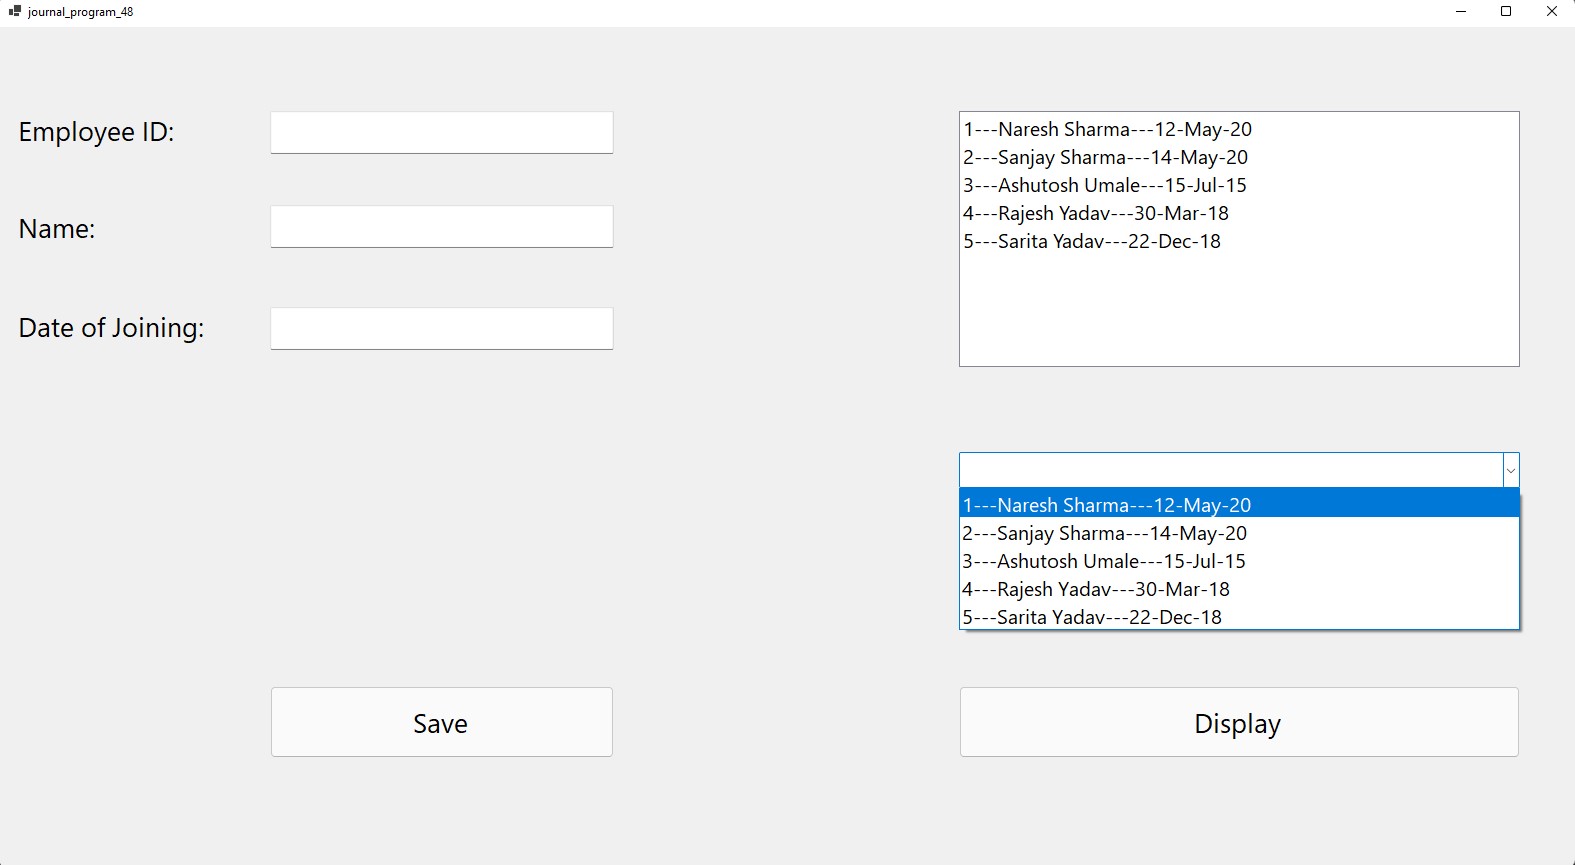 journal_program_48
Employee ID:
Name:
Date of Joining:
1---Naresh Sharma---12-May-20
2---Sanjay Sharma---14-May-20
3---Ashutosh Umale---15-Jul-15
4---Rajesh Yadav---30-Mar-18
5---Sarita Yadav---22-Dec-18
1---Naresh Sharma---12-May-20
2---Sanjay Sharma---14-May-20
3---Ashutosh Umale---15-Jul-15
4---Rajesh Yadav---30-Mar-18
5---Sarita Yadav---22-Dec-18
Save
Display